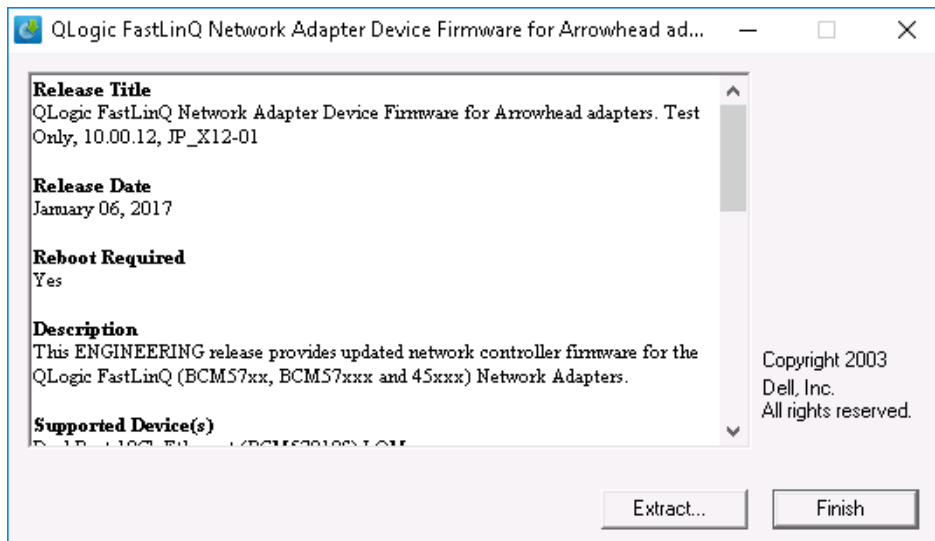 QLogic FastLinQ Network Adapter Device Firmware for Arrowhead ad...
Release Title
QLogic FastLinQ Network Adapter Device Firmware for Arrowhead adapters. Test
Only, 10.00.12, JP_X12-01
Release Date
January 06, 2017
Reboot Required
Yes
Description
This ENGINEERING release provides updated network controller firmware for the
QLogic FastLinQ (BCM57xx, BCM57xxx and 45xxx) Network Adapters.
Supported Device(s)
Copyright 2003
Dell, Inc.
All rights reserved.
Extract...
Finish